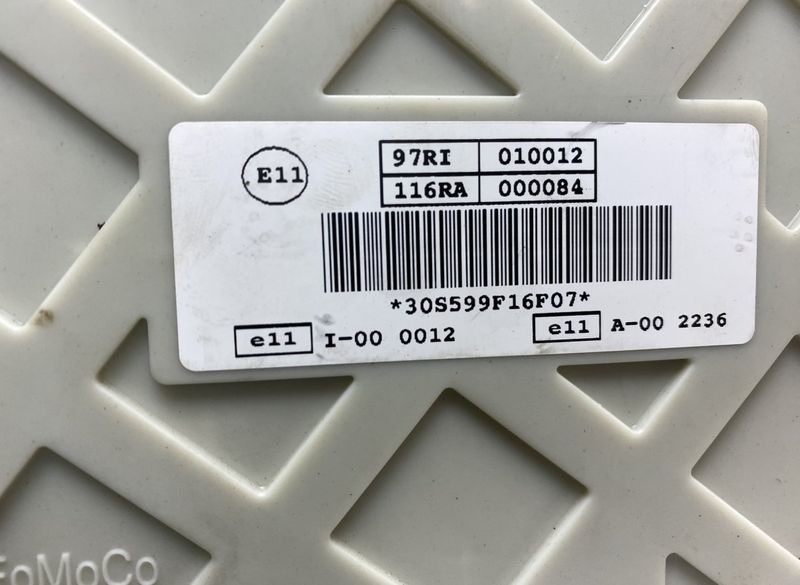 E11
97RI 010012
116RA 000084
*30S599F16F07*
e11 I-00 0012 e11 A-00 2236
FoMoCo